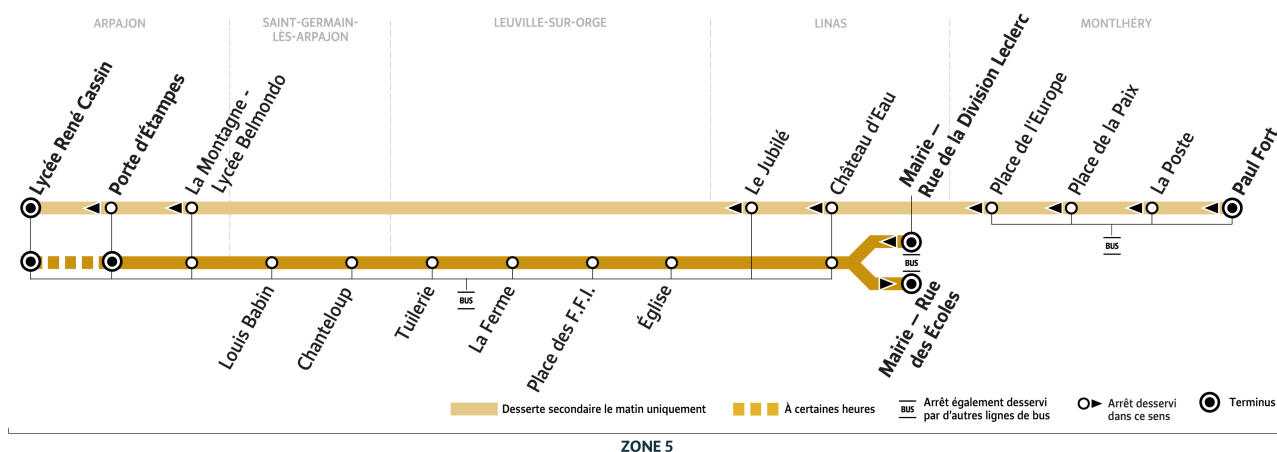 ARPAJON
SAINT-GERMAIN-
LÈS-ARPAJON
LEUVILLE-SUR-ORGE
LINAS
MONTLHÉRY
Lycée René Cassin
Porte d'Étampes
La Montagne -
Lycée Belmondo
Le Jubilé
Château d'Eau
Mairie –
Rue de la Division Leclerc
Place de l'Europe
Place de la Paix
La Poste
Paul Fort
BUS
BUS
Louis Babin
Chanteloup
Tuilerie
BUS
La Ferme
Place des F.F.I.
Église
Mairie – Rue
des Écoles
Desserte secondaire le matin uniquement
À certaines heures
BUS
Arrêt également desservi
par d'autres lignes de bus
Arrêt desservi
dans ce sens
Terminus
ZONE 5